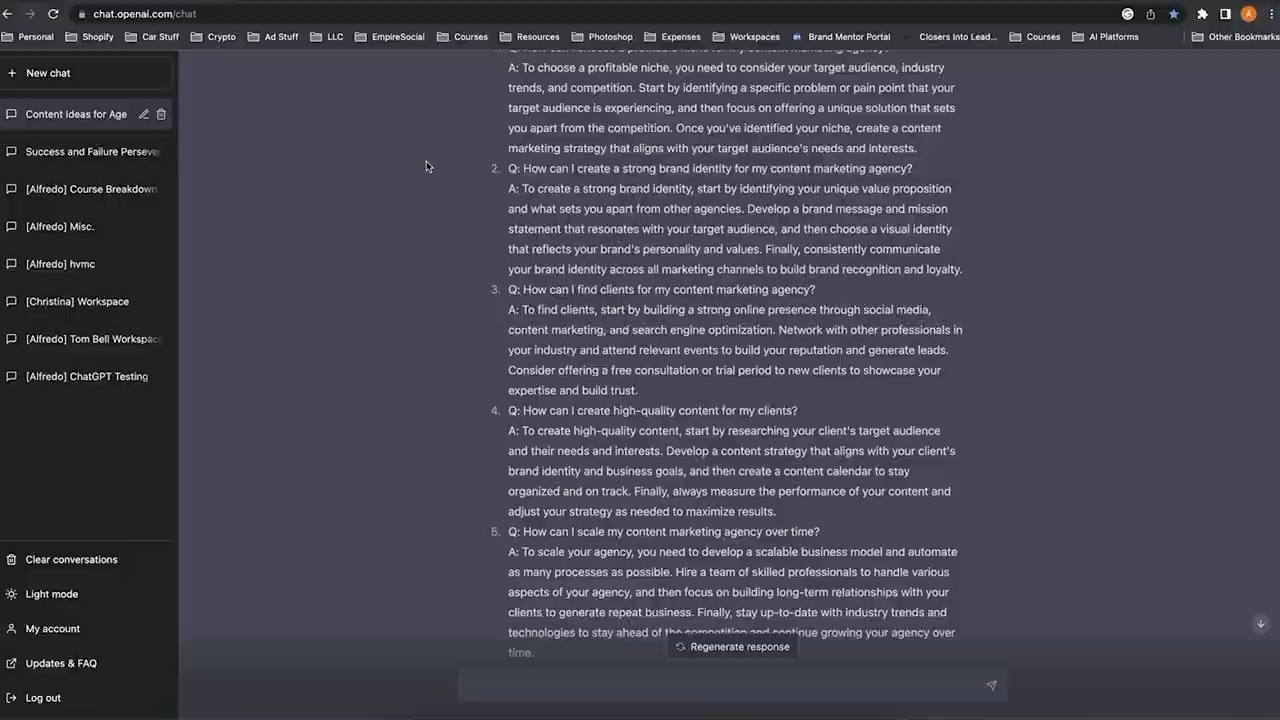 chat.openai.com/chat
A
Personal Shopify Car Stuff Crypto Ad Stuff LLC EmpireSocial Courses Resources Photoshop Expenses Workspaces Brand Mentor Portal Closers Into Lead... Courses AI Platforms Other Bookmarks
New chat
Content Ideas for Age
Success and Failure Perseve
[Alfredo] Course Breakdown
[Alfredo] Misc.
[Alfredo] hvmc
[Christina] Workspace
[Alfredo] Tom Bell Workspac
[Alfredo] ChatGPT Testing
Clear conversations
Light mode
My account
Updates & FAQ
Log out
A: To choose a profitable niche, you need to consider your target audience, industry
trends, and competition. Start by identifying a specific problem or pain point that your
target audience is experiencing, and then focus on offering a unique solution that sets
you apart from the competition. Once you've identified your niche, create a content
marketing strategy that aligns with your target audience's needs and interests.
2. Q: How can I create a strong brand identity for my content marketing agency?
A: To create a strong brand identity, start by identifying your unique value proposition
and what sets you apart from other agencies. Develop a brand message and mission
statement that resonates with your target audience, and then choose a visual identity
that reflects your brand's personality and values. Finally, consistently communicate
your brand identity across all marketing channels to build brand recognition and loyalty.
3. Q: How can I find clients for my content marketing agency?
A: To find clients, start by building a strong online presence through social media,
content marketing, and search engine optimization. Network with other professionals in
your industry and attend relevant events to build your reputation and generate leads.
Consider offering a free consultation or trial period to new clients to showcase your
expertise and build trust.
4. Q: How can I create high-quality content for my clients?
A: To create high-quality content, start by researching your client's target audience
and their needs and interests. Develop a content strategy that aligns with your client's
brand identity and business goals, and then create a content calendar to stay
organized and on track. Finally, always measure the performance of your content and
adjust your strategy as needed to maximize results.
5. Q: How can I scale my content marketing agency over time?
A: To scale your agency, you need to develop a scalable business model and automate
as many processes as possible. Hire a team of skilled professionals to handle various
aspects of your agency, and then focus on building long-term relationships with your
clients to generate repeat business. Finally, stay up-to-date with industry trends and
technologies to stay ahead of the competition and continue growing your agency over
time.
Regenerate response